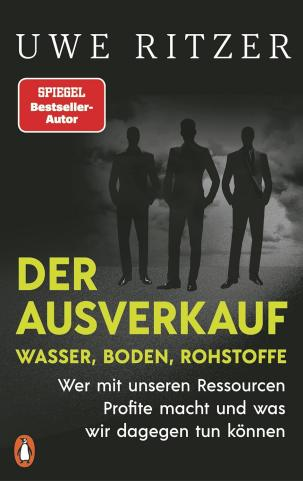 UWE RITZER
SPIEGEL
Bestseller-
Autor
DER
AUSVERKAUF
WASSER, BODEN, ROHSTOFFE
Wer mit unseren Ressourcen
Profite macht und was
wir dagegen tun können